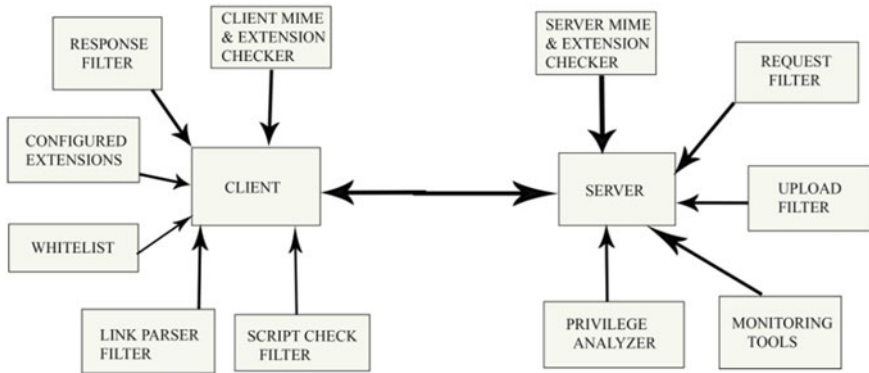 RESPONSE
FILTER
CLIENT MIME
& EXTENSION
CHECKER
SERVER MIME
& EXTENSION
CHECKER
REQUEST
FILTER
CONFIGURED
EXTENSIONS
CLIENT
SERVER
UPLOAD
FILTER
WHITELIST
LINK PARSER
FILTER
SCRIPT CHECK
FILTER
PRIVILEGE
ANALYZER
MONITORING
TOOLS